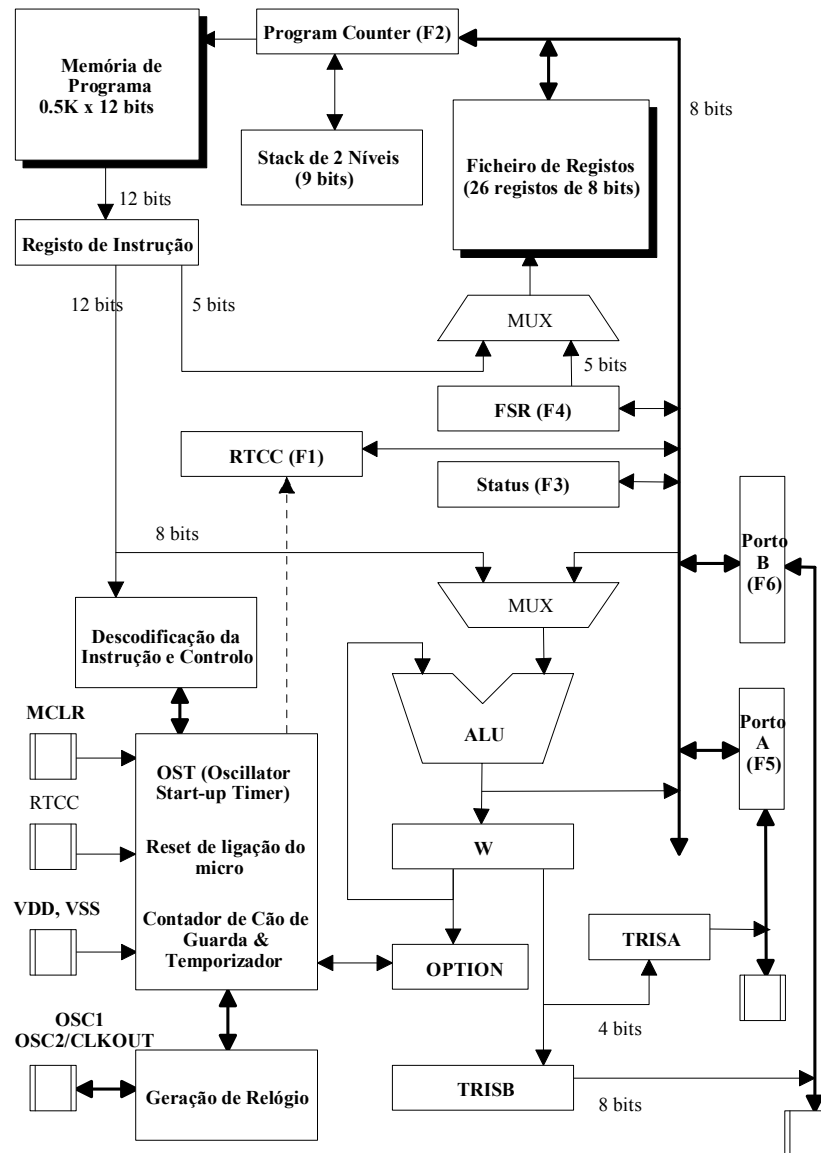 Program Counter (F2)
Memória de
Programa
0.5K x 12 bits
8 bits
Stack de 2 Níveis
(9 bits)
Ficheiro de Registos
(26 registos de 8 bits)
12 bits
Registo de Instrução
12 bits
5 bits
MUX
5 bits
FSR (F4)
RTCC (F1)
Status (F3)
8 bits
Porto
B
(F6)
MUX
Descodificação da
Instrução e Controlo
MCLR
ALU
Porto
A
(F5)
OST (Oscillator
Start-up Timer)
RTCC
Reset de ligação do
micro
W
VDD, VSS
Contador de Cão de
Guarda &
Temporizador
TRISA
OPTION
OSC1
OSC2/CLKOUT
4 bits
Geração de Relógio
TRISB
8 bits